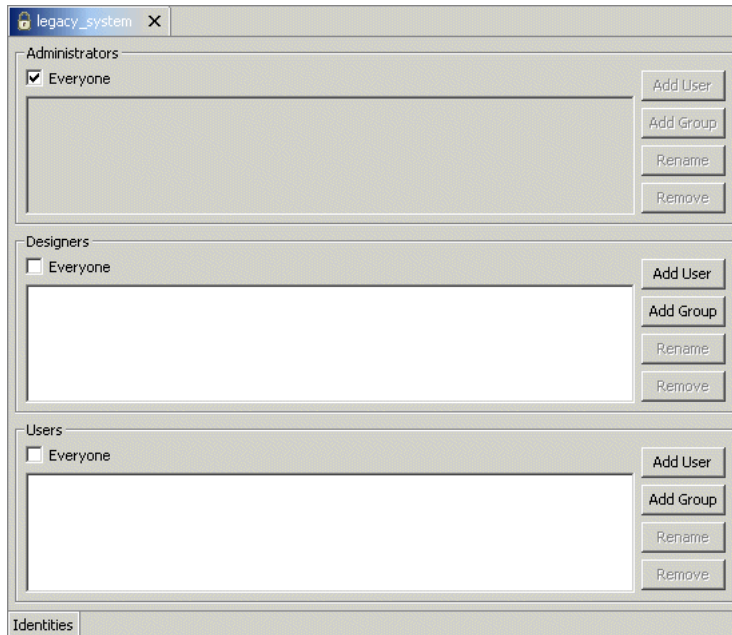 legacy_system
Administrators
Everyone
Add User
Add Group
Rename
Remove
Designers
Everyone
Add User
Add Group
Rename
Remove
Users
Everyone
Add User
Add Group
Rename
Remove
Identities